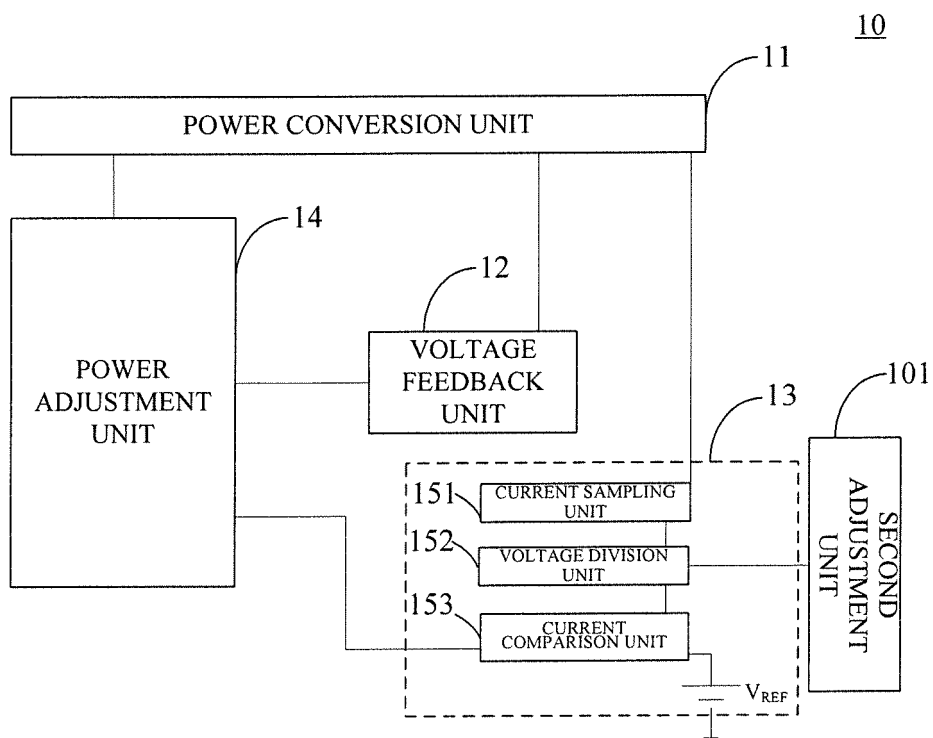 10
11
POWER CONVERSION UNIT
14
12
VOLTAGE
FEEDBACK
UNIT
POWER
ADJUSTMENT
UNIT
13
101
151
CURRENT SAMPLING
UNIT
152
VOLTAGE DIVISION
UNIT
153
CURRENT
COMPARISON UNIT
VREF
SECOND
ADJUSTMENT
UNIT